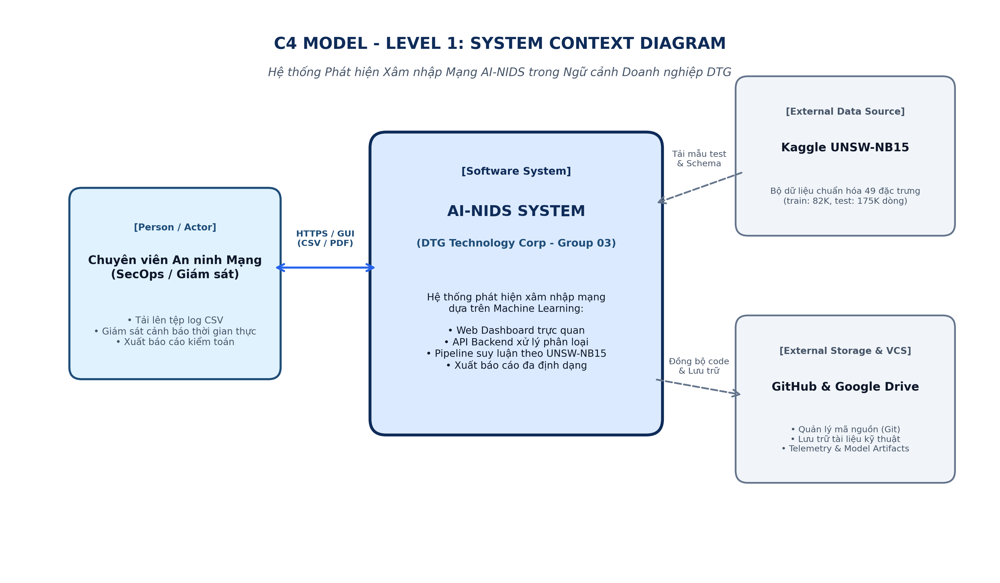 C4 MODEL - LEVEL 1: SYSTEM CONTEXT DIAGRAM
Hệ thống Phát hiện Xâm nhập Mạng AI-NIDS trong Ngữ cảnh Doanh nghiệp DTG
[Person / Actor]
Chuyên viên An ninh Mạng
(SecOps / Giám sát)
• Tải lên tệp log CSV
• Giám sát cảnh báo thời gian thực
• Xuất báo cáo kiểm toán
HTTPS / GUI
(CSV / PDF)
[Software System]
AI-NIDS SYSTEM
(DTG Technology Corp - Group 03)
Hệ thống phát hiện xâm nhập mạng
dựa trên Machine Learning:
• Web Dashboard trực quan
• API Backend xử lý phân loại
• Pipeline suy luận theo UNSW-NB15
• Xuất báo cáo đa định dạng
Tải mẫu test
& Schema
[External Data Source]
Kaggle UNSW-NB15
Bộ dữ liệu chuẩn hóa 49 đặc trưng
(train: 82K, test: 175K dòng)
Đồng bộ code
& Lưu trữ
[External Storage & VCS]
GitHub & Google Drive
• Quản lý mã nguồn (Git)
• Lưu trữ tài liệu kỹ thuật
• Telemetry & Model Artifacts